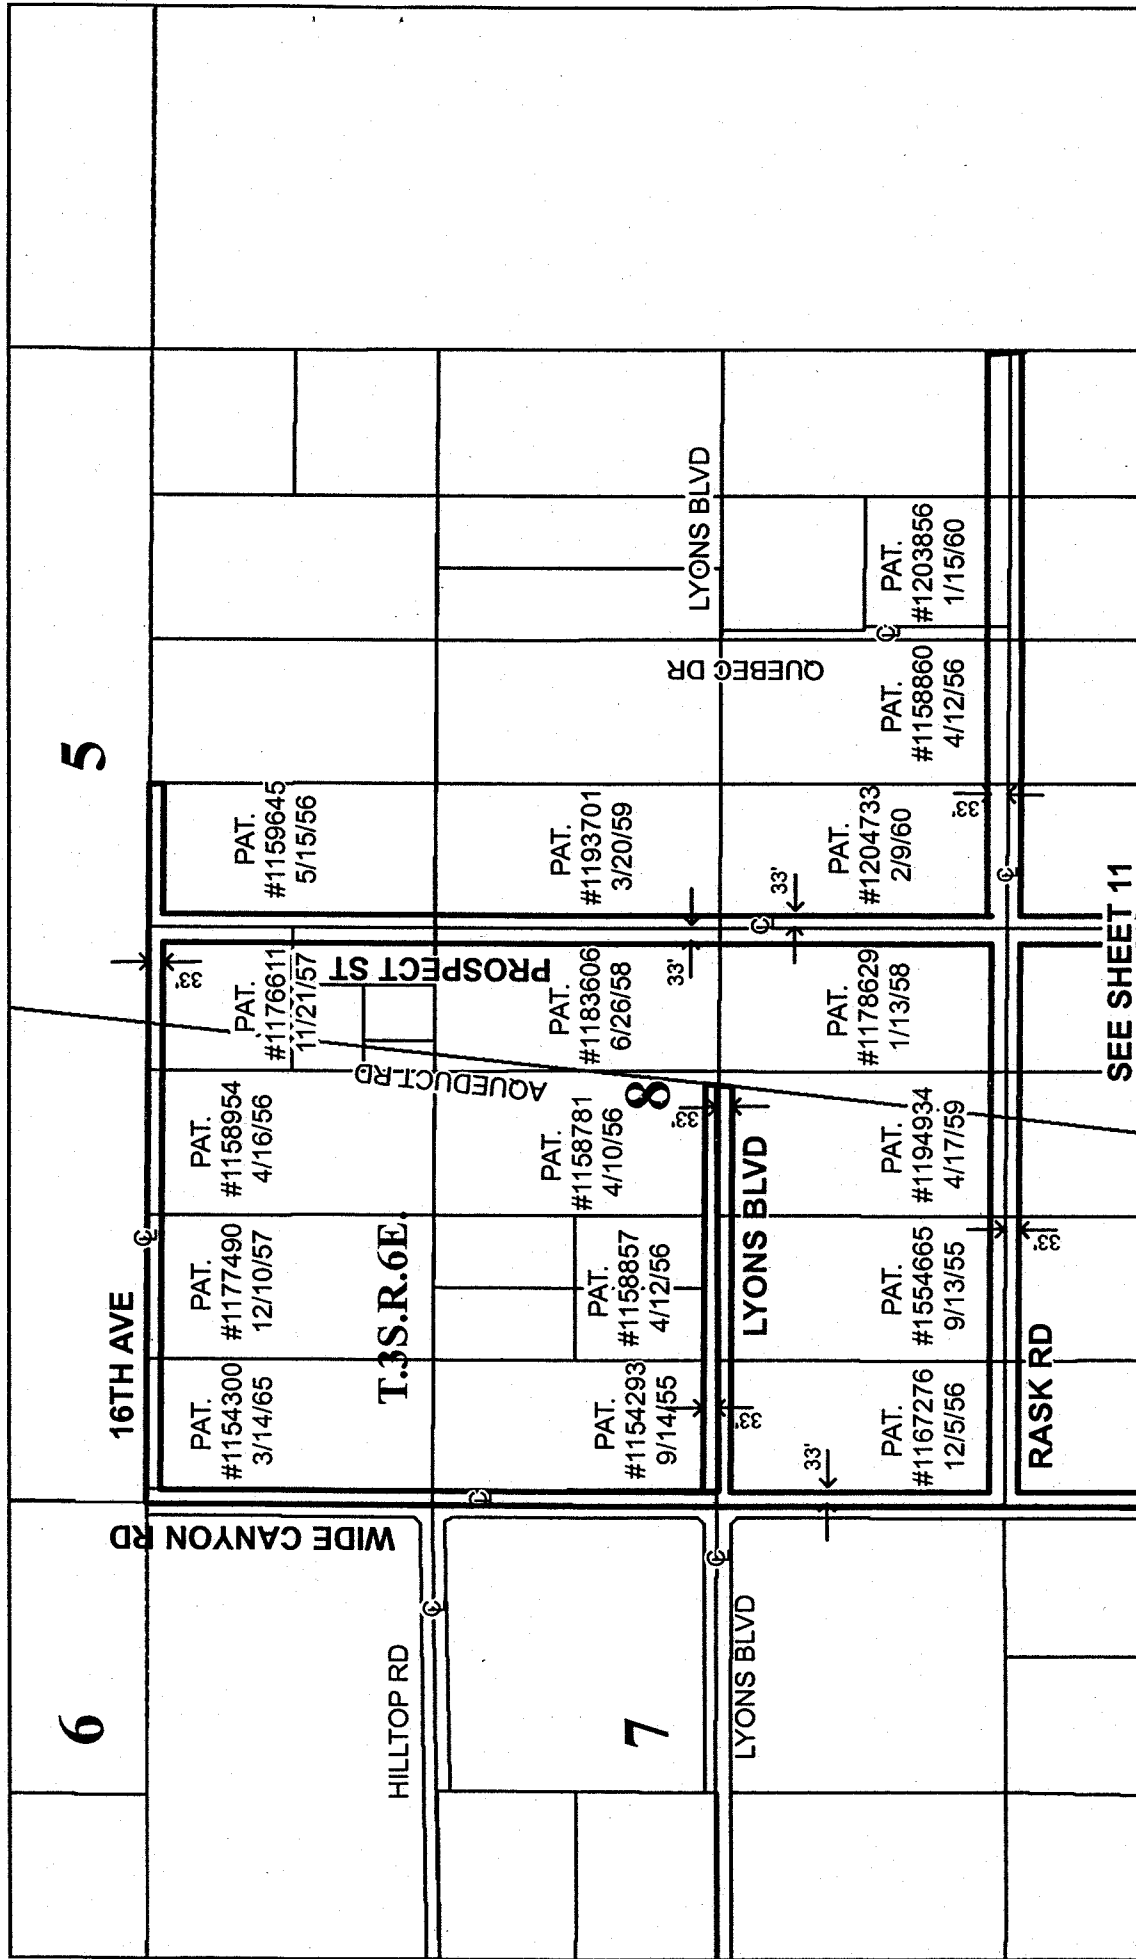 6
5
16TH AVE
WIDE CANYON RD
PAT.
#1154300
3/14/65
PAT.
#1177490
12/10/57
PAT.
#1158954
4/16/56
PAT.
#1176611
11/21/57
PAT.
#1159645
5/15/56
33'
HILLTOP RD
T.3S.R.6E.
AQUEDUCT RD
PROSPECT ST
7
PAT.
#1154293
9/14/55
PAT.
#1158857
4/12/56
PAT.
#1158781
4/10/56
8
PAT.
#1183606
6/26/58
PAT.
#1193701
3/20/59
33'
33'
33'
LYONS BLVD
LYONS BLVD
LYONS BLVD
QUEBEC DR
33'
33'
PAT.
#1167276
12/5/56
PAT.
#1554665
9/13/55
PAT.
#1194934
4/17/59
PAT.
#1178629
1/13/58
PAT.
#1204733
2/9/60
PAT.
#1158860
4/12/56
PAT.
#1203856
1/15/60
33'
33'
RASK RD
SEE SHEET 11